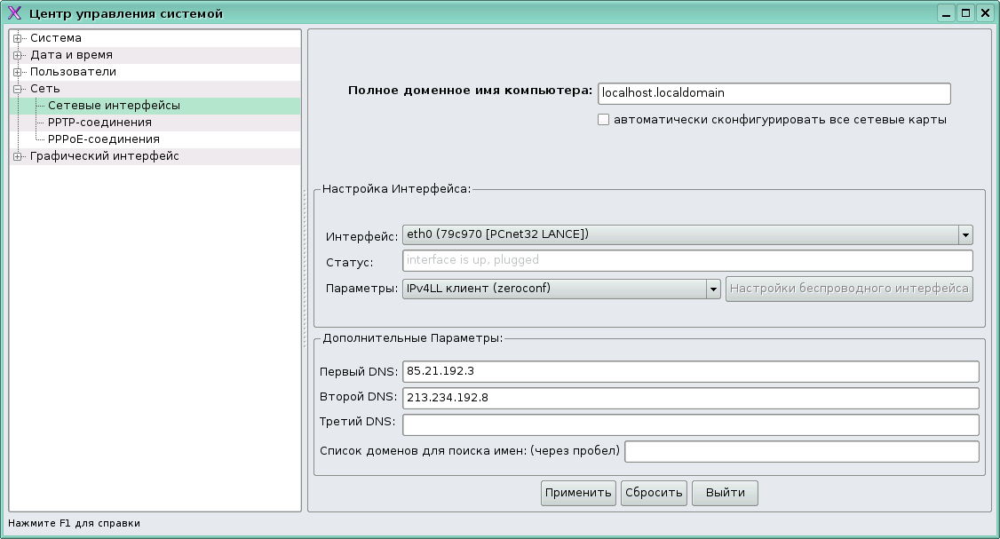 Центр управления системой
Система
Дата и время
Пользователи
Сеть
Сетевые интерфейсы
PPTP-соединения
PPPoE-соединения
Графический интерфейс
Полное доменное имя компьютера: localhost.localdomain
автоматически сконфигурировать все сетевые карты
Настройка Интерфейса:
Интерфейс: eth0 (79c970 [PCnet32 LANCE])
Статус: interface is up, plugged
Параметры: IPv4LL клиент (zeroconf) Настройки беспроводного интерфейса
Дополнительные Параметры:
Первый DNS: 85.21.192.3
Второй DNS: 213.234.192.8
Третий DNS:
Список доменов для поиска имен: (через пробел)
Применить Сбросить Выйти
Нажмите F1 для справки